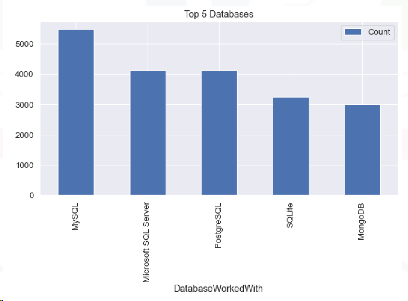 Top 5 Databases
Count
5000
4000
3000
2000
1000
0
MySQL
Microsoft SQL Server
PostgreSQL
SQLite
MongoDB
DatabaseWorkedWith